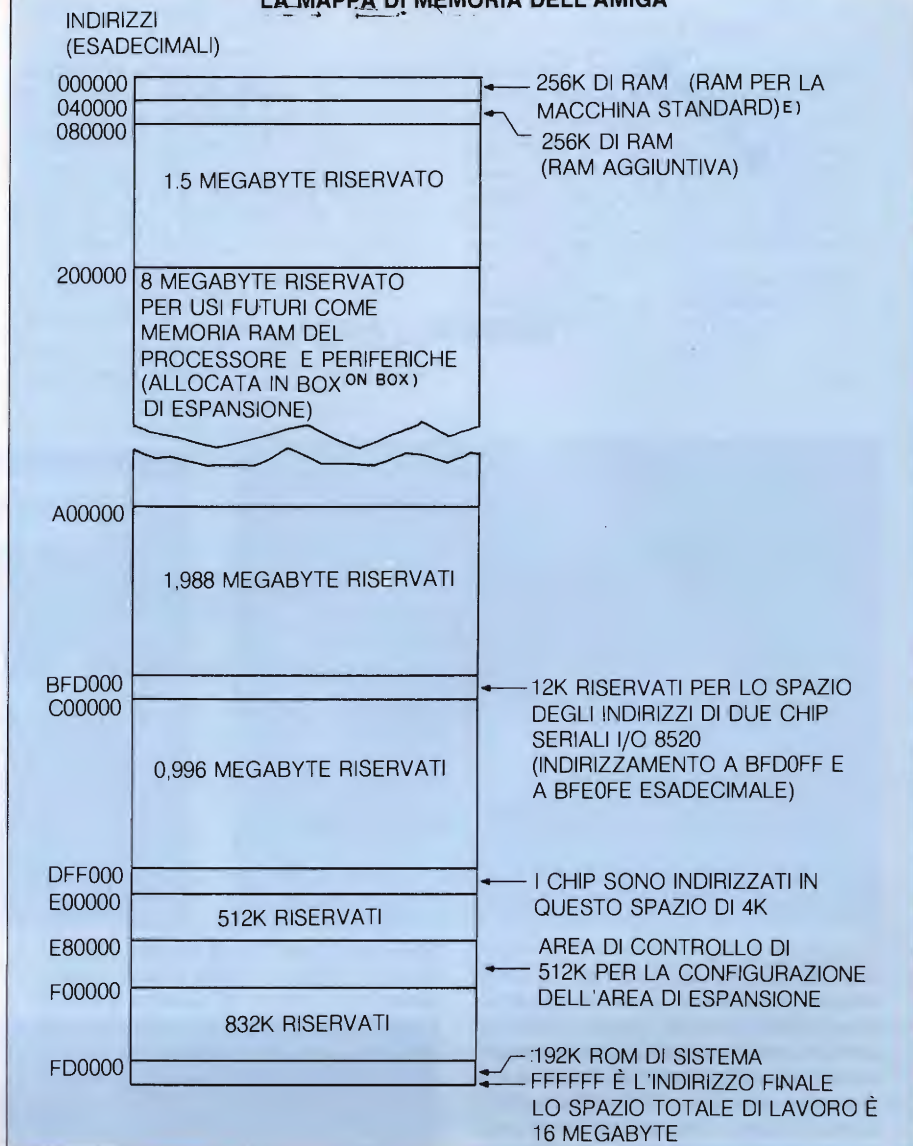 LA MAPPA DI MEMORIA DELL'AMIGA
INDIRIZZI
(ESADECIMALI)
000000
040000
080000
256K DI RAM (RAM PER LA
MACCHINA STANDARD)E)
256K DI RAM
(RAM AGGIUNTIVA)
1.5 MEGABYTE RISERVATO
200000
8 MEGABYTE RISERVATO
PER USI FUTURI COME
MEMORIA RAM DEL
PROCESSORE E PERIFERICHE
(ALLOCATA IN BOX ON BOX)
DI ESPANSIONE)
A00000
1,988 MEGABYTE RISERVATI
BFD000
C00000
12K RISERVATI PER LO SPAZIO
DEGLI INDIRIZZI DI DUE CHIP
SERIALI I/O 8520
(INDIRIZZAMENTO A BFD0FF E
A BFE0FE ESADECIMALE)
0,996 MEGABYTE RISERVATI
DFF000
E00000
I CHIP SONO INDIRIZZATI IN
QUESTO SPAZIO DI 4K
512K RISERVATI
E80000
F00000
AREA DI CONTROLLO DI
512K PER LA CONFIGURAZIONE
DELL'AREA DI ESPANSIONE
832K RISERVATI
FD0000
:192K ROM DI SISTEMA
FFFFFF È L'INDIRIZZO FINALE
LO SPAZIO TOTALE DI LAVORO È
16 MEGABYTE